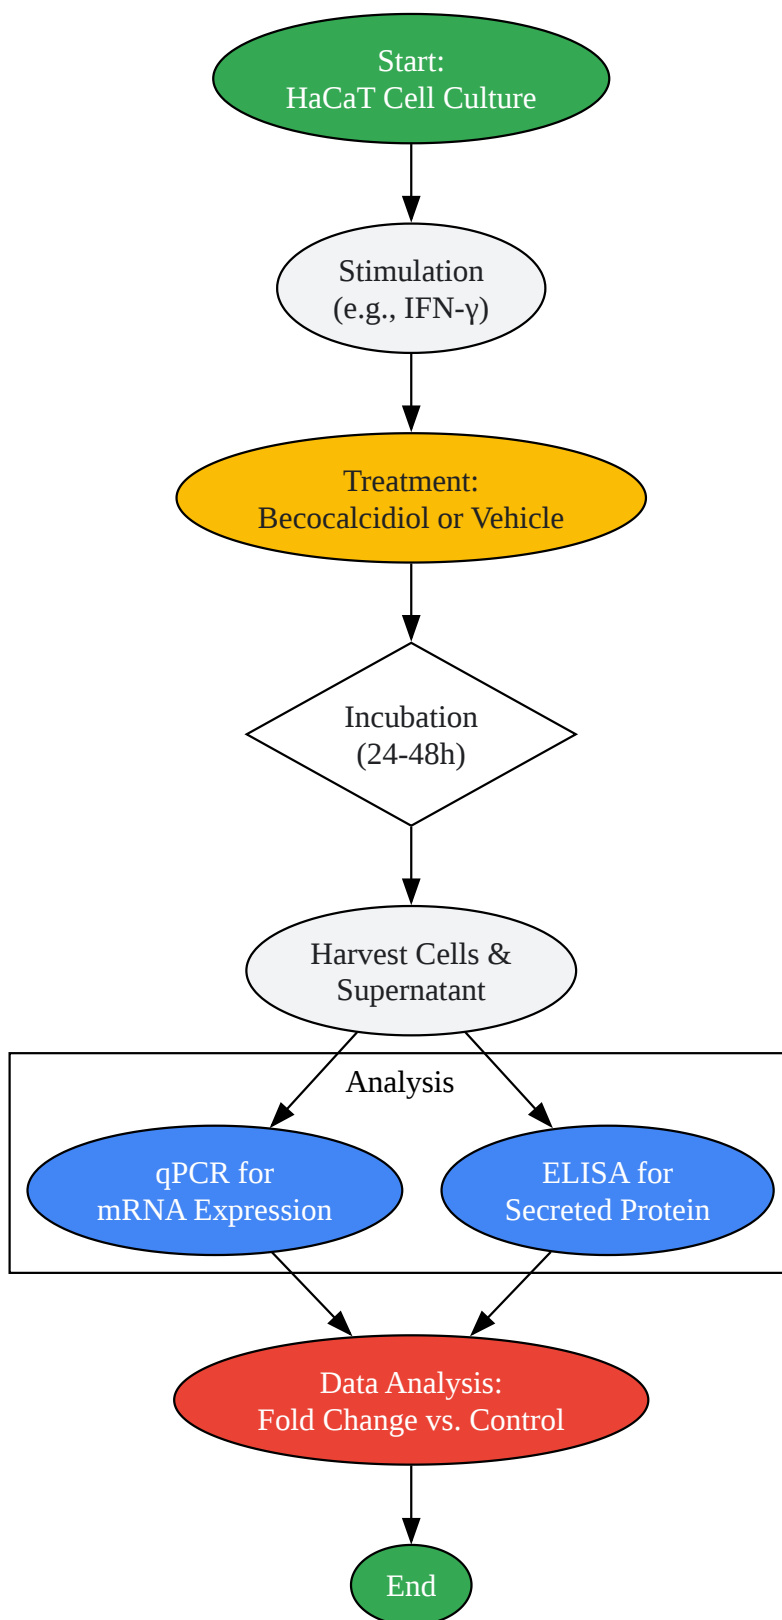 Start:
HaCaT Cell Culture
Stimulation
(e.g., IFN-γ)
Treatment:
Becocalcidiol or Vehicle
Incubation
(24-48h)
Harvest Cells &
Supernatant
Analysis
qPCR for
mRNA Expression
ELISA for
Secreted Protein
Data Analysis:
Fold Change vs. Control
End